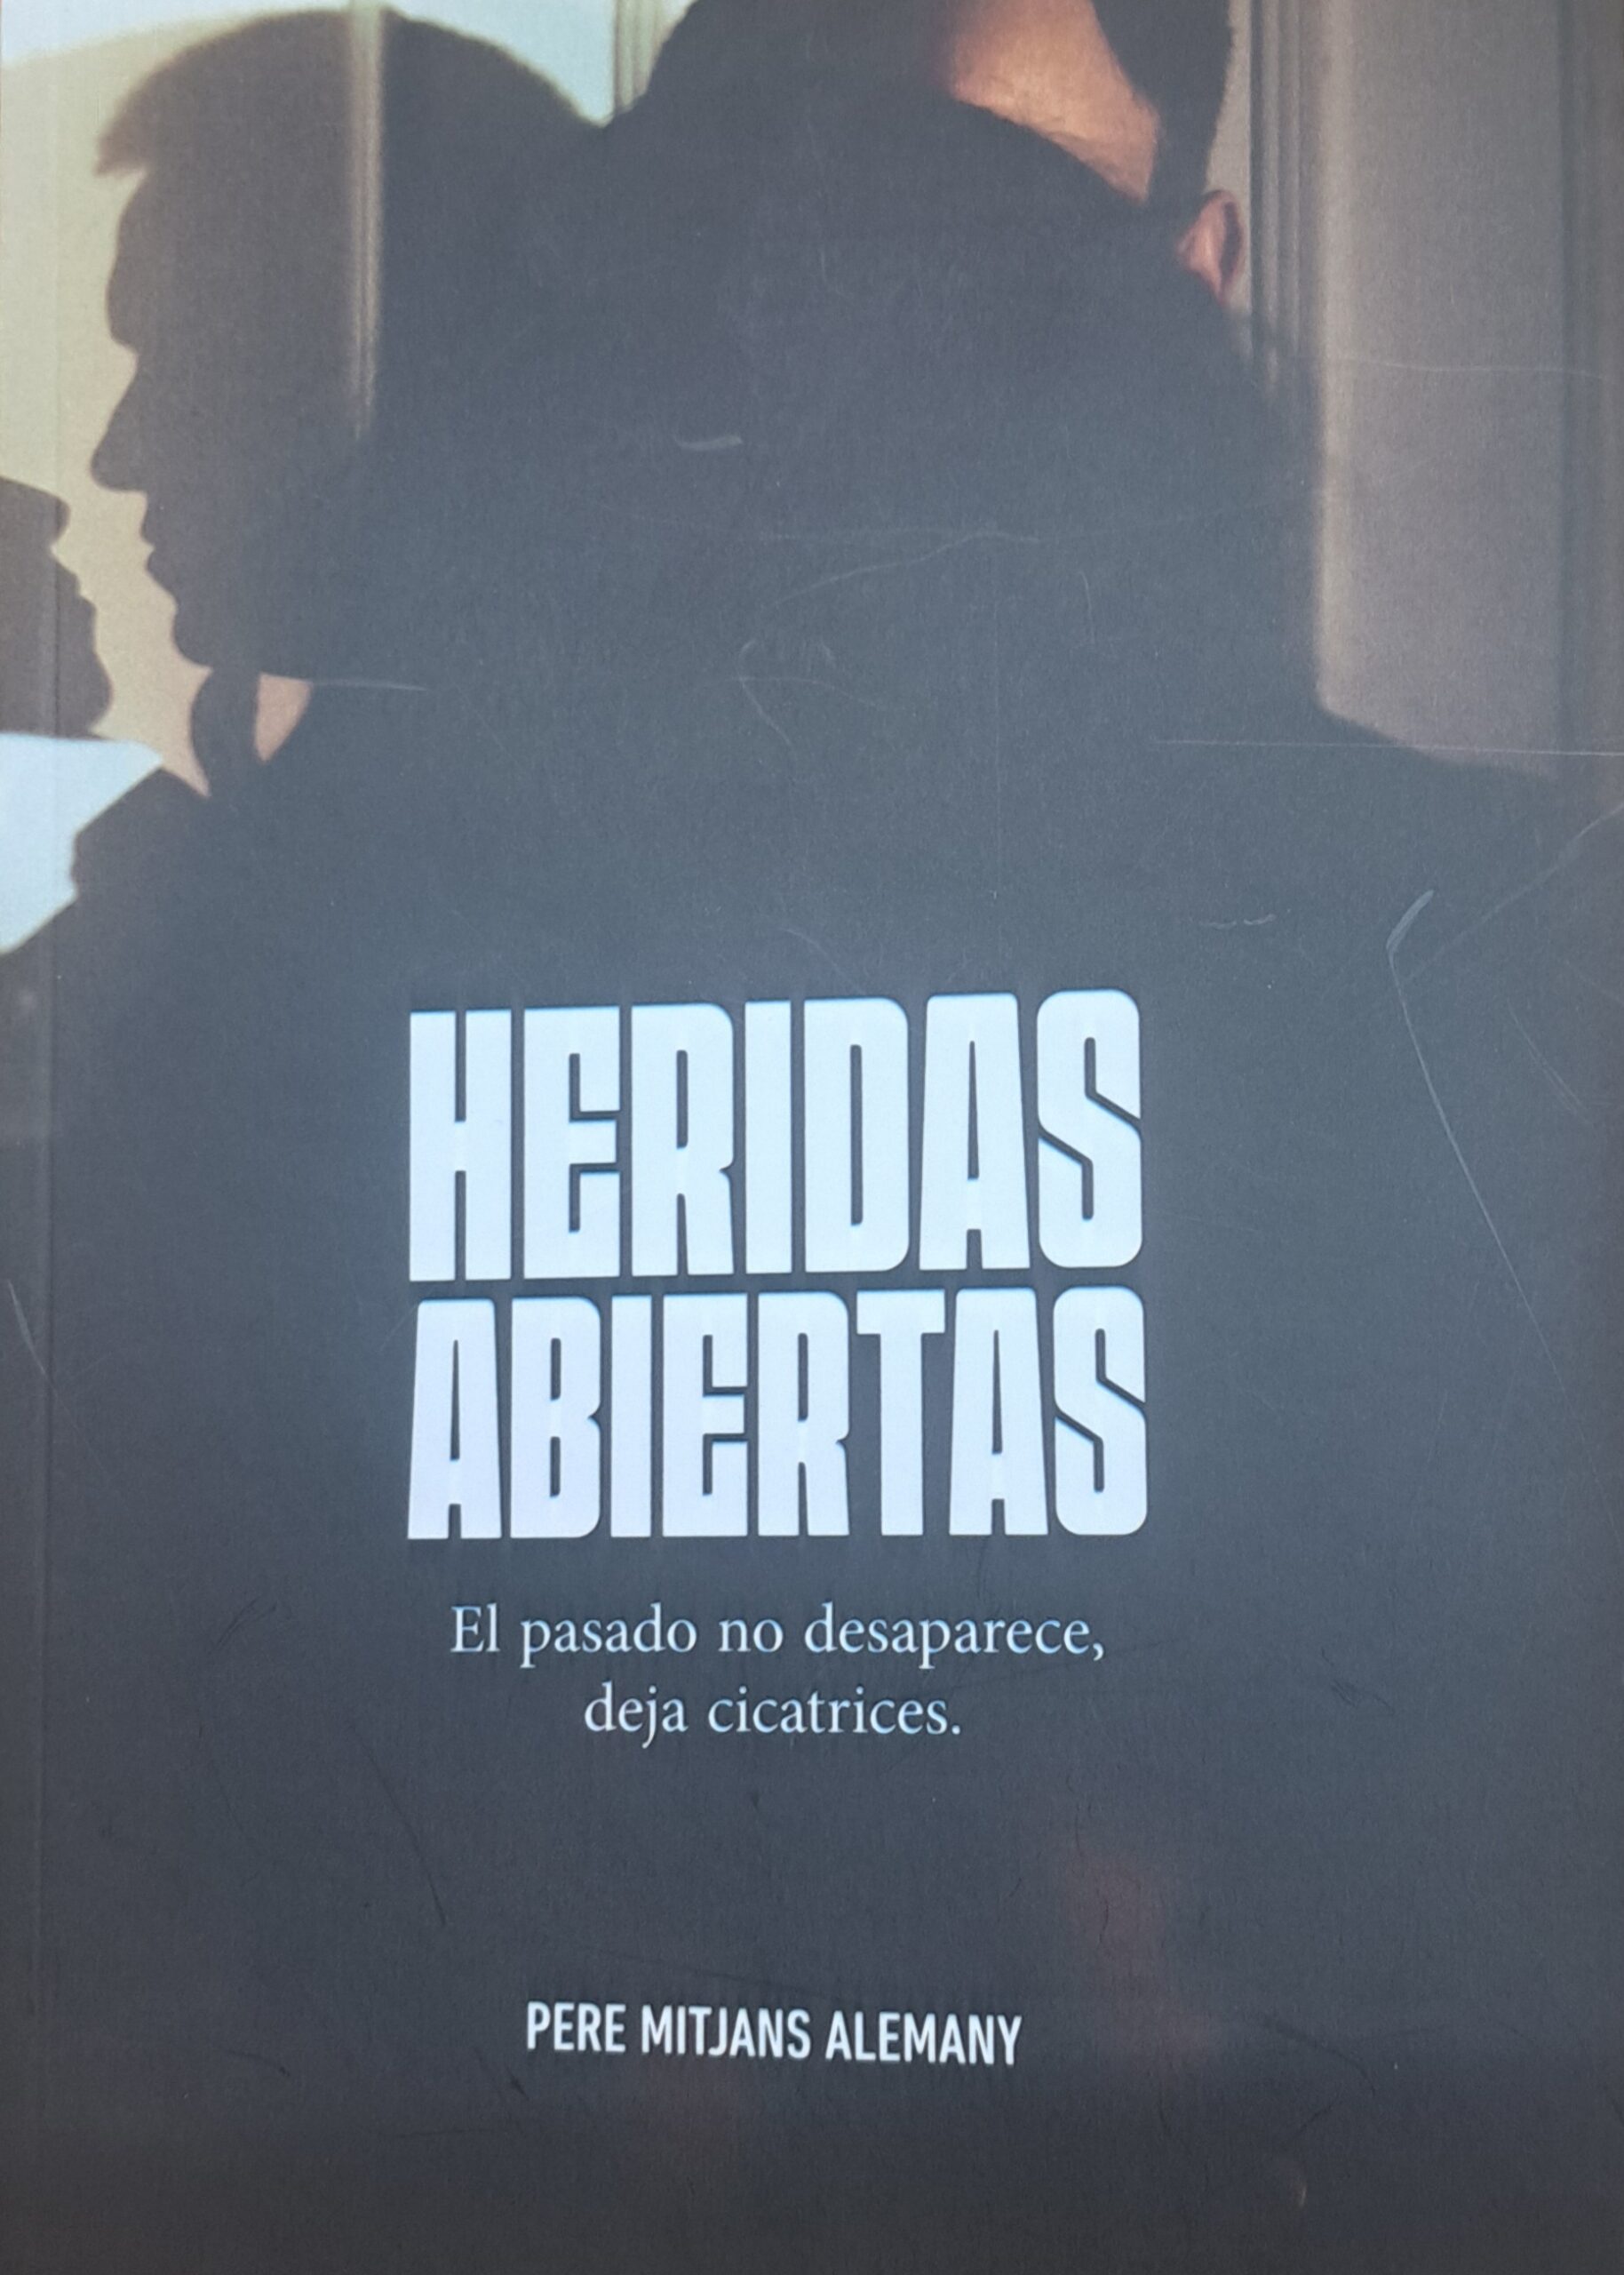 HERIDAS
ABIERTAS
El pasado no desaparece,
deja cicatrices.
PERE MITJANS ALEMANY